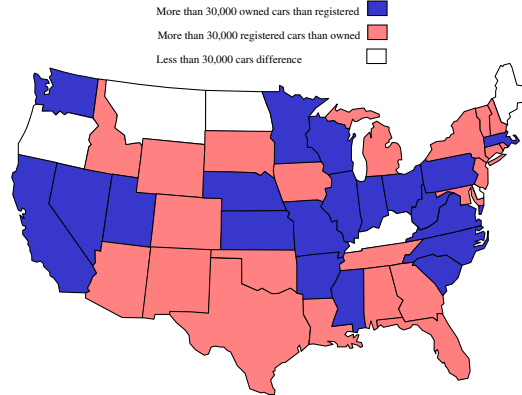 More than 30,000 owned cars than registered
More than 30,000 registered cars than owned
Less than 30,000 cars difference